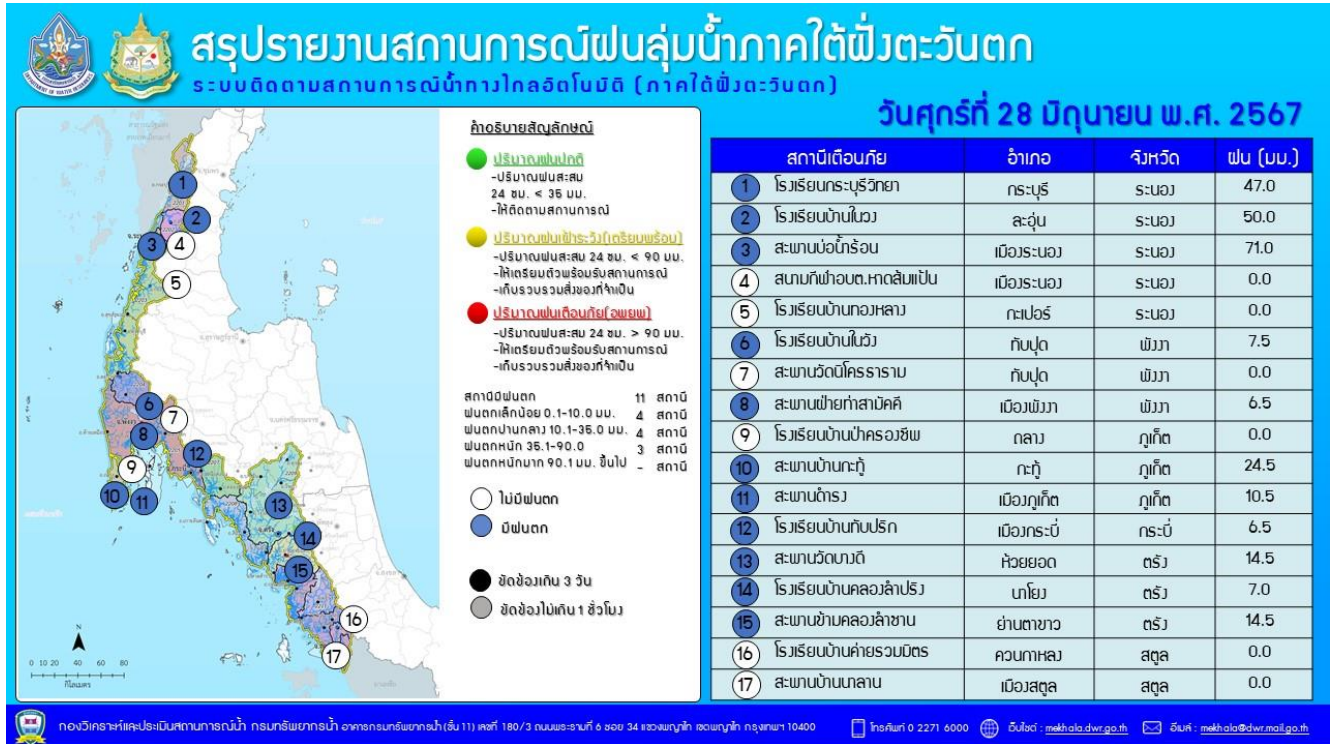 สรุปรายงานสถานการณ์ฝนลุ่มน้ำภาคใต้ฝั่งตะวันตก
ระบบติดตามสถานการณ์น้ำทางไกลอัตโนมัติ (ภาคใต้ฝั่งตะวันตก)
วันศุกร์ที่ 28 มิถุนายน พ.ศ. 2567
คำอธิบายสัญลักษณ์
ปริมาณฝนปกติ
-ปริมาณฝนสะสม
24 ชม. < 35 มม.
-ให้ติดตามสถานการณ์
ปริมาณฝนเฝ้าระวัง(เตรียมพร้อม)
-ปริมาณฝนสะสม 24 ชม. < 90 มม.
-ให้เตรียมตัวพร้อมรับสถานการณ์
-เก็บรวบรวมสิ่งของที่จำเป็น
ปริมาณฝนเตือนภัย(อพยพ)
-ปริมาณฝนสะสม 24 ชม. > 90 มม.
-ให้เตรียมตัวพร้อมรับสถานการณ์
-เก็บรวบรวมสิ่งของที่จำเป็น
สถานีมีฝนตก 11 สถานี
ฝนตกเล็กน้อย 0.1-10.0 มม. 4 สถานี
ฝนตกปานกลาง 10.1-35.0 มม. 4 สถานี
ฝนตกหนัก 35.1-90.0 3 สถานี
ฝนตกหนักมาก 90.1 มม. ขึ้นไป - สถานี
ไม่มีฝนตก
มีฝนตก
ขัดข้องเกิน 3 วัน
ขัดข้องไม่เกิน 1 ชั่วโมง
1
2
3 4
5
6
7
8
9
10 11
12
13
14
15
16
17
N
0 10 20 40 60 80
กิโลเมตร
สถานีเตือนภัย อำเภอ จังหวัด ฝน (มม.)
1 โรงเรียนกระบุรีวิทยา กระบุรี ระนอง 47.0
2 โรงเรียนบ้านในวง ละอุ่น ระนอง 50.0
3 สะพานบ่อน้ำร้อน เมืองระนอง ระนอง 71.0
4 สนามกีฬาอบต.หาดส้มแป้น เมืองระนอง ระนอง 0.0
5 โรงเรียนบ้านทองหลาง กะเปอร์ ระนอง 0.0
6 โรงเรียนบ้านในวัง ทับปุด พังงา 7.5
7 สะพานวัดนิโครธาราม ทับปุด พังงา 0.0
8 สะพานฝ่ายท่าสามัคคี เมืองพังงา พังงา 6.5
9 โรงเรียนบ้านป่าครองชีพ ถลาง ภูเก็ต 0.0
10 สะพานบ้านกะทู้ กะทู้ ภูเก็ต 24.5
11 สะพานดำรง เมืองภูเก็ต ภูเก็ต 10.5
12 โรงเรียนบ้านทับปริก เมืองกระบี่ กระบี่ 6.5
13 สะพานวัดบางดี ห้วยยอด ตรัง 14.5
14 โรงเรียนบ้านคลองลำปริง นาโยง ตรัง 7.0
15 สะพานข้ามคลองลำชาน ย่านตาขาว ตรัง 14.5
16 โรงเรียนบ้านค่ายรวมมิตร ควนกาหลง สตูล 0.0
17 สะพานบ้านนาลาน เมืองสตูล สตูล 0.0
กองวิเคราะห์และประเมินสถานการณ์น้ำ กรมทรัพยากรน้ำ อาคารกรมทรัพยากรน้ำ (ชั้น 11) เลขที่ 180/3 ถนนพระรามที่ 6 ซอย 34 แขวงพญาไท เขตพญาไท กรุงเทพฯ 10400 โทรศัพท์ 0 2271 6000 เว็บไซต์ : mekhala.dwr.go.th อีเมล์ : mekhala@dwr.mail.go.th